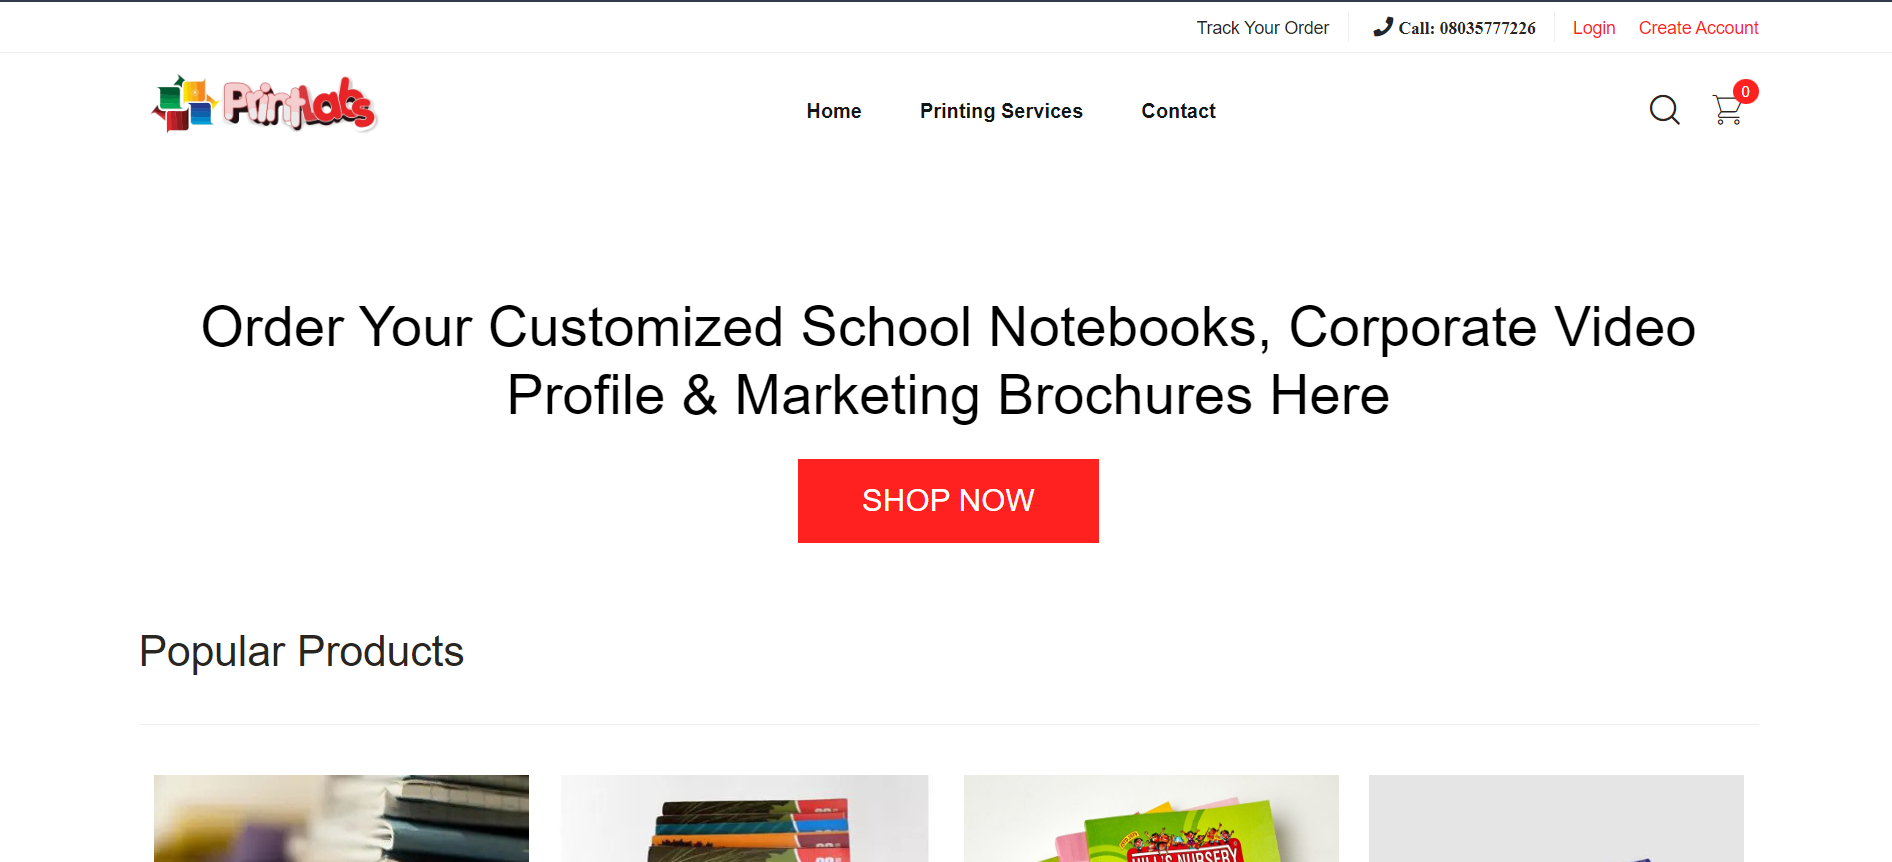 Track Your Order
Call: 08035777226
Login
Create Account
Printlabs
Home
Printing Services
Contact
0
Order Your Customized School Notebooks, Corporate Video
Profile & Marketing Brochures Here
SHOP NOW
Popular Products
NURSERY